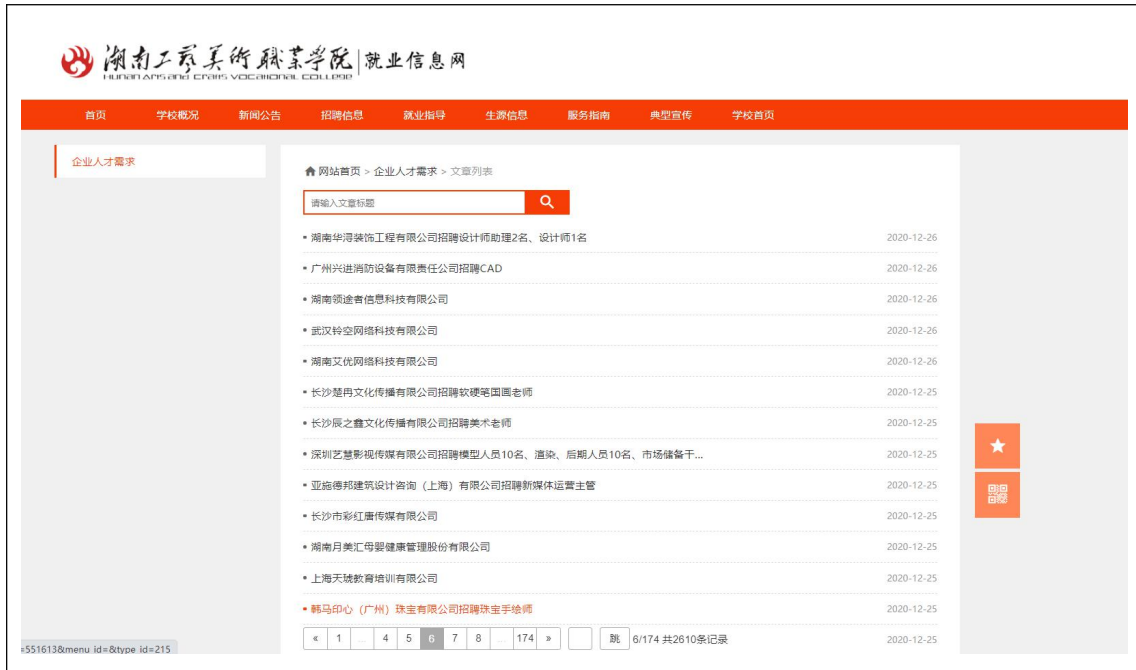 湖南工艺美术职业学院 就业信息网
HUNAN ARTS AND CRAFTS VOCATIONAL COLLEGE
首页 学校概况 新闻公告 招聘信息 就业指导 生源信息 服务指南 典型宣传 学校首页
企业人才需求
网站首页 > 企业人才需求 > 文章列表
请输入文章标题
湖南华浔装饰工程有限公司招聘设计师助理2名、设计师1名 2020-12-26
广州兴进消防设备有限责任公司招聘CAD 2020-12-26
湖南领途者信息科技有限公司 2020-12-26
武汉铃空网络科技有限公司 2020-12-26
湖南艾优网络科技有限公司 2020-12-26
长沙楚冉文化传播有限公司招聘软硬笔国画老师 2020-12-25
长沙辰之鑫文化传播有限公司招聘美术老师 2020-12-25
深圳艺慧影视传媒有限公司招聘模型人员10名、渲染、后期人员10名、市场储备干... 2020-12-25
亚施德邦建筑设计咨询（上海）有限公司招聘新媒体运营主管 2020-12-25
长沙市彩红唐传媒有限公司 2020-12-25
湖南月美汇母婴健康管理股份有限公司 2020-12-25
上海天琥教育培训有限公司 2020-12-25
韩马印心（广州）珠宝有限公司招聘珠宝手绘师 2020-12-25
« 1 ... 4 5 6 7 8 ... 174 » 跳 6/174 共2610条记录 2020-12-25
=551613&menu_id=&type_id=215